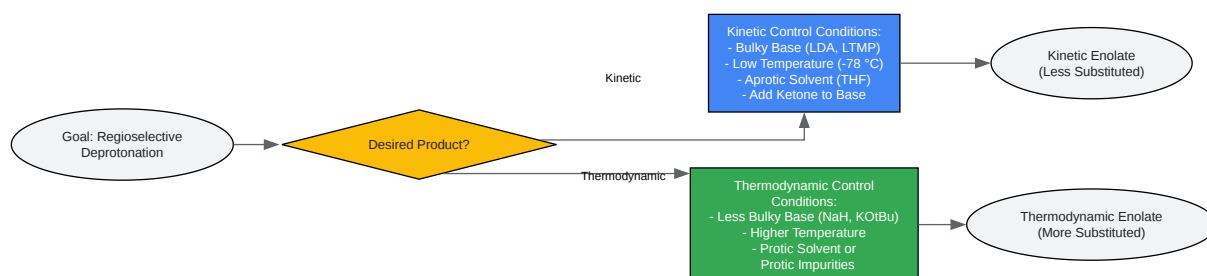 Goal: Regioselective
Deprotonation
Desired Product?
Kinetic
Kinetic Control Conditions:
- Bulky Base (LDA, LTMP)
- Low Temperature (-78 °C)
- Aprotic Solvent (THF)
- Add Ketone to Base
Kinetic Enolate
(Less Substituted)
Thermodynamic
Thermodynamic Control
Conditions:
- Less Bulky Base (NaH, KOtBu)
- Higher Temperature
- Protic Solvent or
Protic Impurities
Thermodynamic Enolate
(More Substituted)